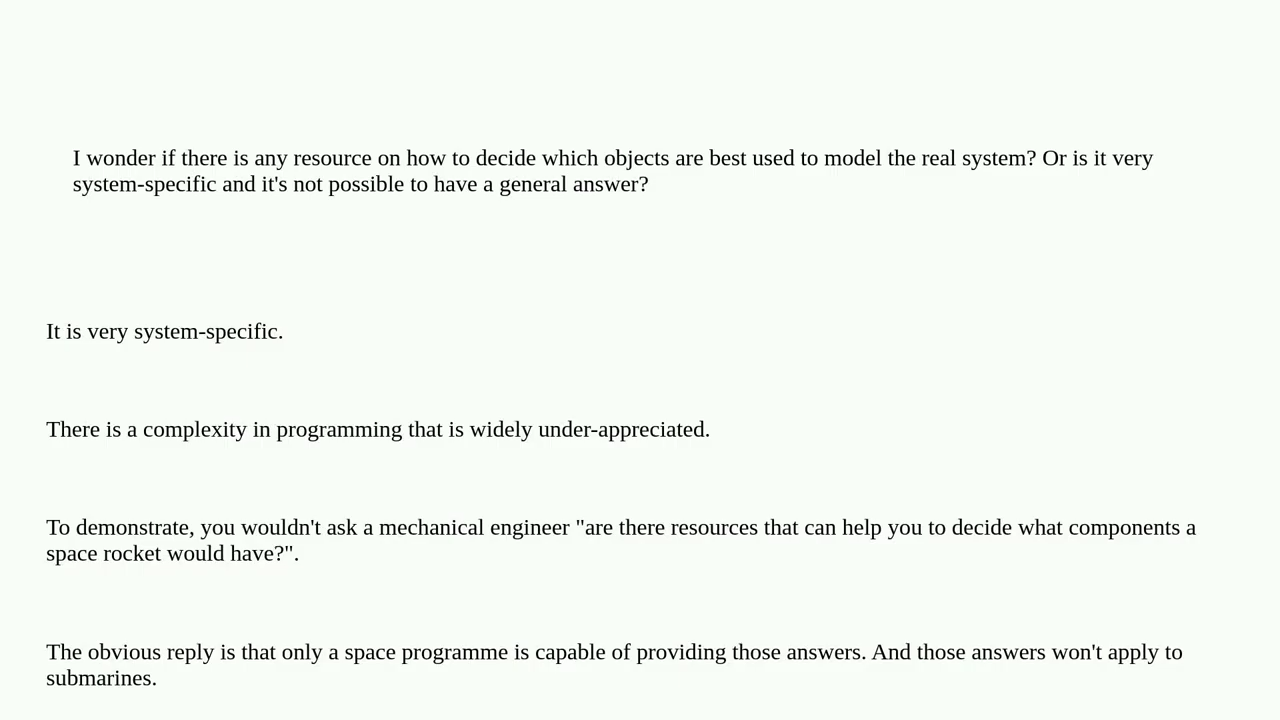 I wonder if there is any resource on how to decide which objects are best used to model the real system? Or is it very
system-specific and it's not possible to have a general answer?
It is very system-specific.
There is a complexity in programming that is widely under-appreciated.
To demonstrate, you wouldn't ask a mechanical engineer "are there resources that can help you to decide what components a
space rocket would have?".
The obvious reply is that only a space programme is capable of providing those answers. And those answers won't apply to
submarines.